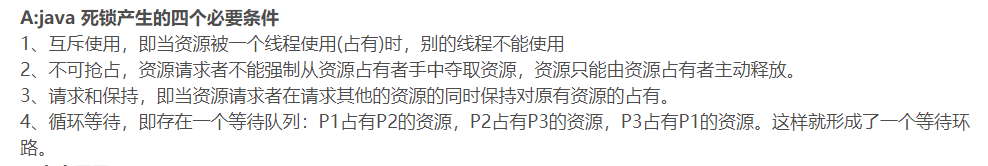 A:java 死锁产生的四个必要条件
1、互斥使用，即当资源被一个线程使用(占有)时，别的线程不能使用
2、不可抢占，资源请求者不能强制从资源占有者手中夺取资源，资源只能由资源占有者主动释放。
3、请求和保持，即当资源请求者在请求其他的资源的同时保持对原有资源的占有。
4、循环等待，即存在一个等待队列：P1占有P2的资源，P2占有P3的资源，P3占有P1的资源。这样就形成了一个等待环
路。